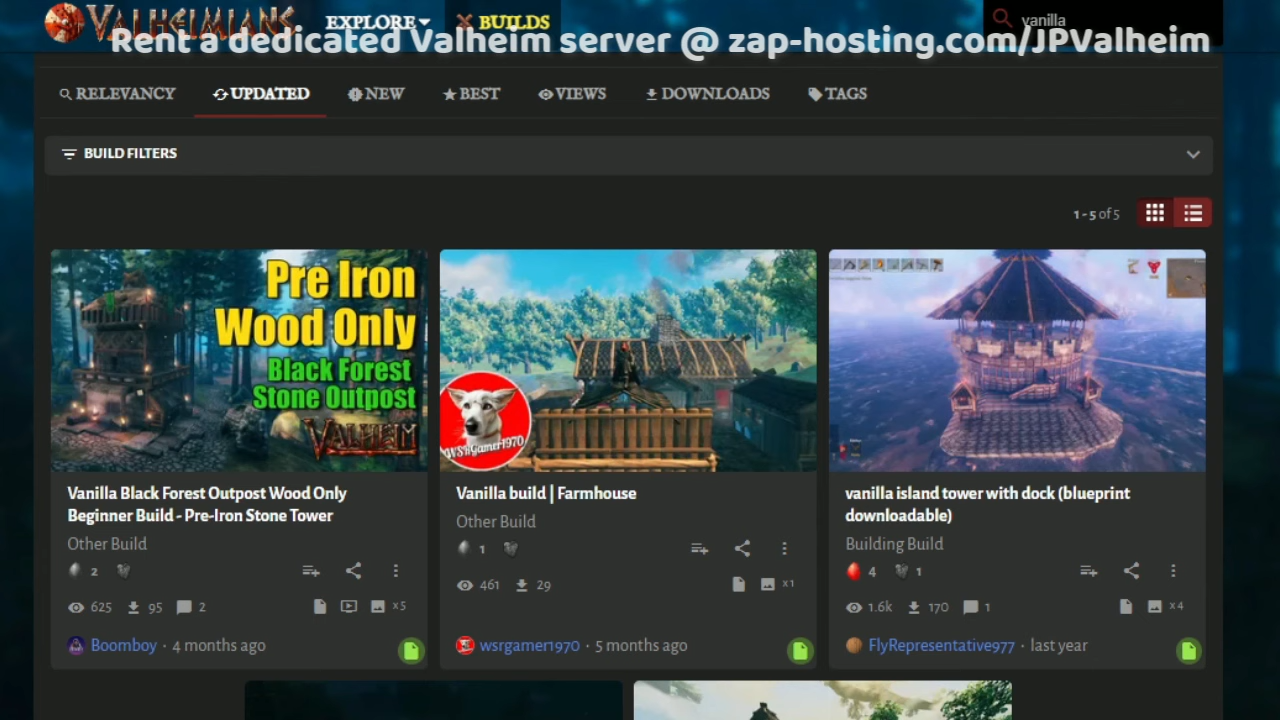 VALHEIMIANS
EXPLORE
BUILDS
vanilla
Rent a dedicated Valheim server @ zap-hosting.com/JPValheim
RELEVANCY
UPDATED
NEW
BEST
VIEWS
DOWNLOADS
TAGS
BUILD FILTERS
1 - 5 of 5
Pre Iron
Wood Only
Black Forest
Stone Outpost
VALHEIM
WSRGamer1970
Vanilla Black Forest Outpost Wood Only
Beginner Build - Pre-Iron Stone Tower
Other Build
2
625
95
2
x5
Boomboy · 4 months ago
Vanilla build | Farmhouse
Other Build
1
461
29
x1
wsrgamer1970 · 5 months ago
vanilla island tower with dock (blueprint
downloadable)
Building Build
4
1
1.6k
170
1
x4
FlyRepresentative977 · last year